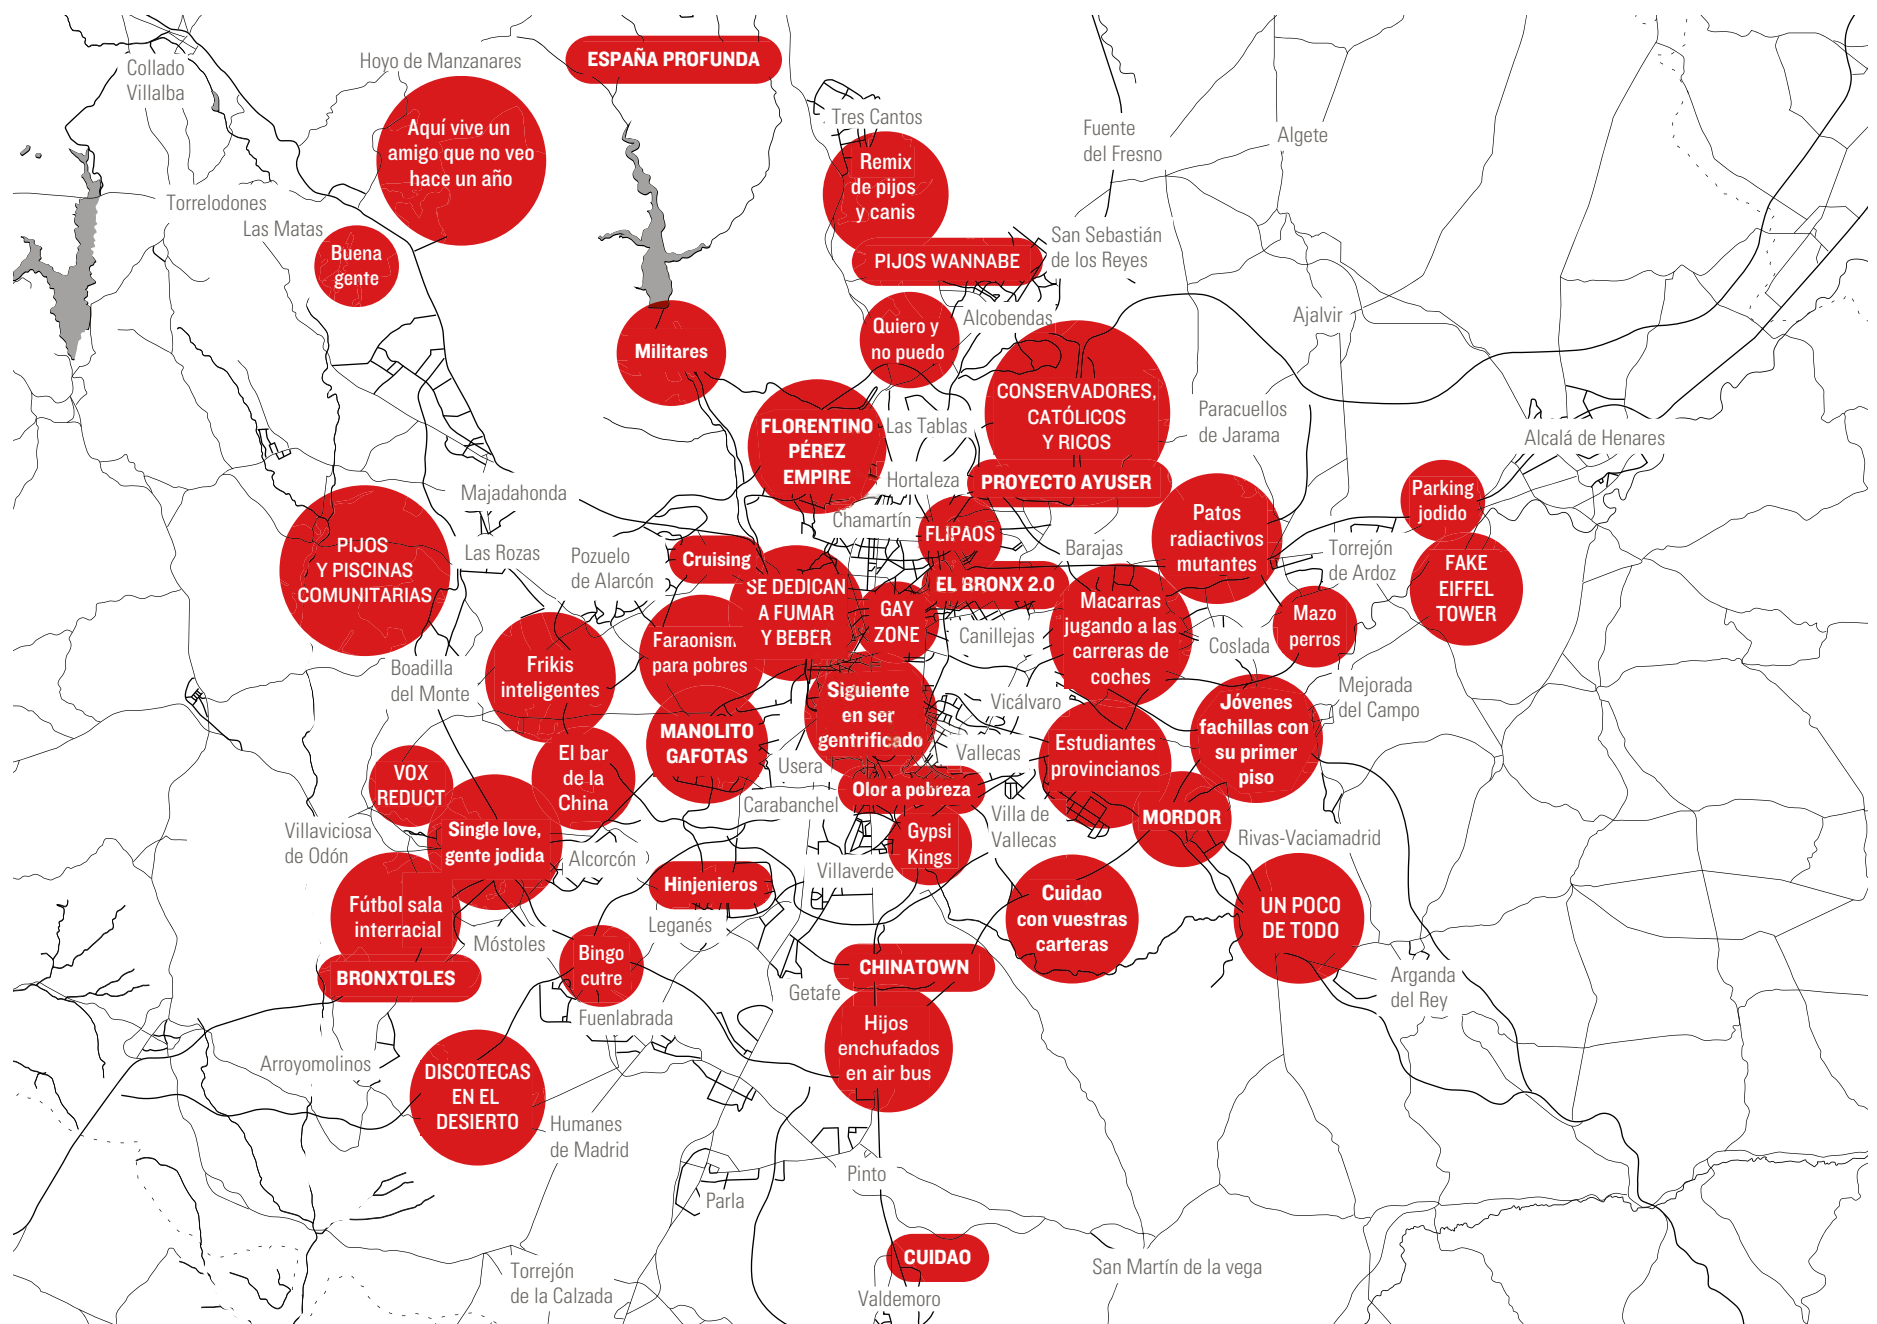 Hoyo de Manzanares
ESPAÑA PROFUNDA
Collado
Villalba
Aquí vive un
amigo que no veo
hace un año
Tres Cantos
Remix
de pijos
y canis
Fuente
del Fresno
Algete
Torrelodones
Las Matas
Buena
gente
PIJOS WANNABE
San Sebastián
de los Reyes
Militares
Quiero y
no puedo
Alcobendas
Ajalvir
CONSERVADORES,
CATÓLICOS
Y RICOS
FLORENTINO
PÉREZ
EMPIRE
Las Tablas
Paracuellos
de Jarama
Alcalá de Henares
Hortaleza
PROYECTO AYUSER
Majadahonda
Parking
jodido
Chamartín
FLIPAOS
Patos
radiactivos
mutantes
PIJOS
Y PISCINAS
COMUNITARIAS
Las Rozas
Pozuelo
de Alarcón
Cruising
Barajas
Torrejón
de Ardoz
FAKE
EIFFEL
TOWER
SE DEDICAN
A FUMAR
Y BEBER
GAY
ZONE
EL BRONX 2.0
Macarras
jugando a las
carreras de
coches
Mazo
perros
Canillejas
Coslada
Faraonism
para pobres
Frikis
inteligentes
Boadilla
del Monte
Siguiente
en ser
gentrificado
Vicálvaro
Mejorada
del Campo
Jóvenes
fachillas con
su primer
piso
MANOLITO
GAFOTAS
Estudiantes
provincianos
Vallecas
Usera
El bar
de la
China
VOX
REDUCT
Olor a pobreza
Carabanchel
Villa de
Vallecas
MORDOR
Single love,
gente jodida
Villaviciosa
de Odón
Gypsi
Kings
Rivas-Vaciamadrid
Alcorcón
Villaverde
Hinjenieros
Cuidao
con vuestras
carteras
UN POCO
DE TODO
Fútbol sala
interracial
Leganés
Móstoles
BRONXTOLES
Bingo
cutre
CHINATOWN
Getafe
Arganda
del Rey
Fuenlabrada
Hijos
enchufados
en air bus
Arroyomolinos
DISCOTECAS
EN EL
DESIERTO
Humanes
de Madrid
Pinto
Parla
CUIDAO
San Martín de la vega
Torrejón
de la Calzada
Valdemoro